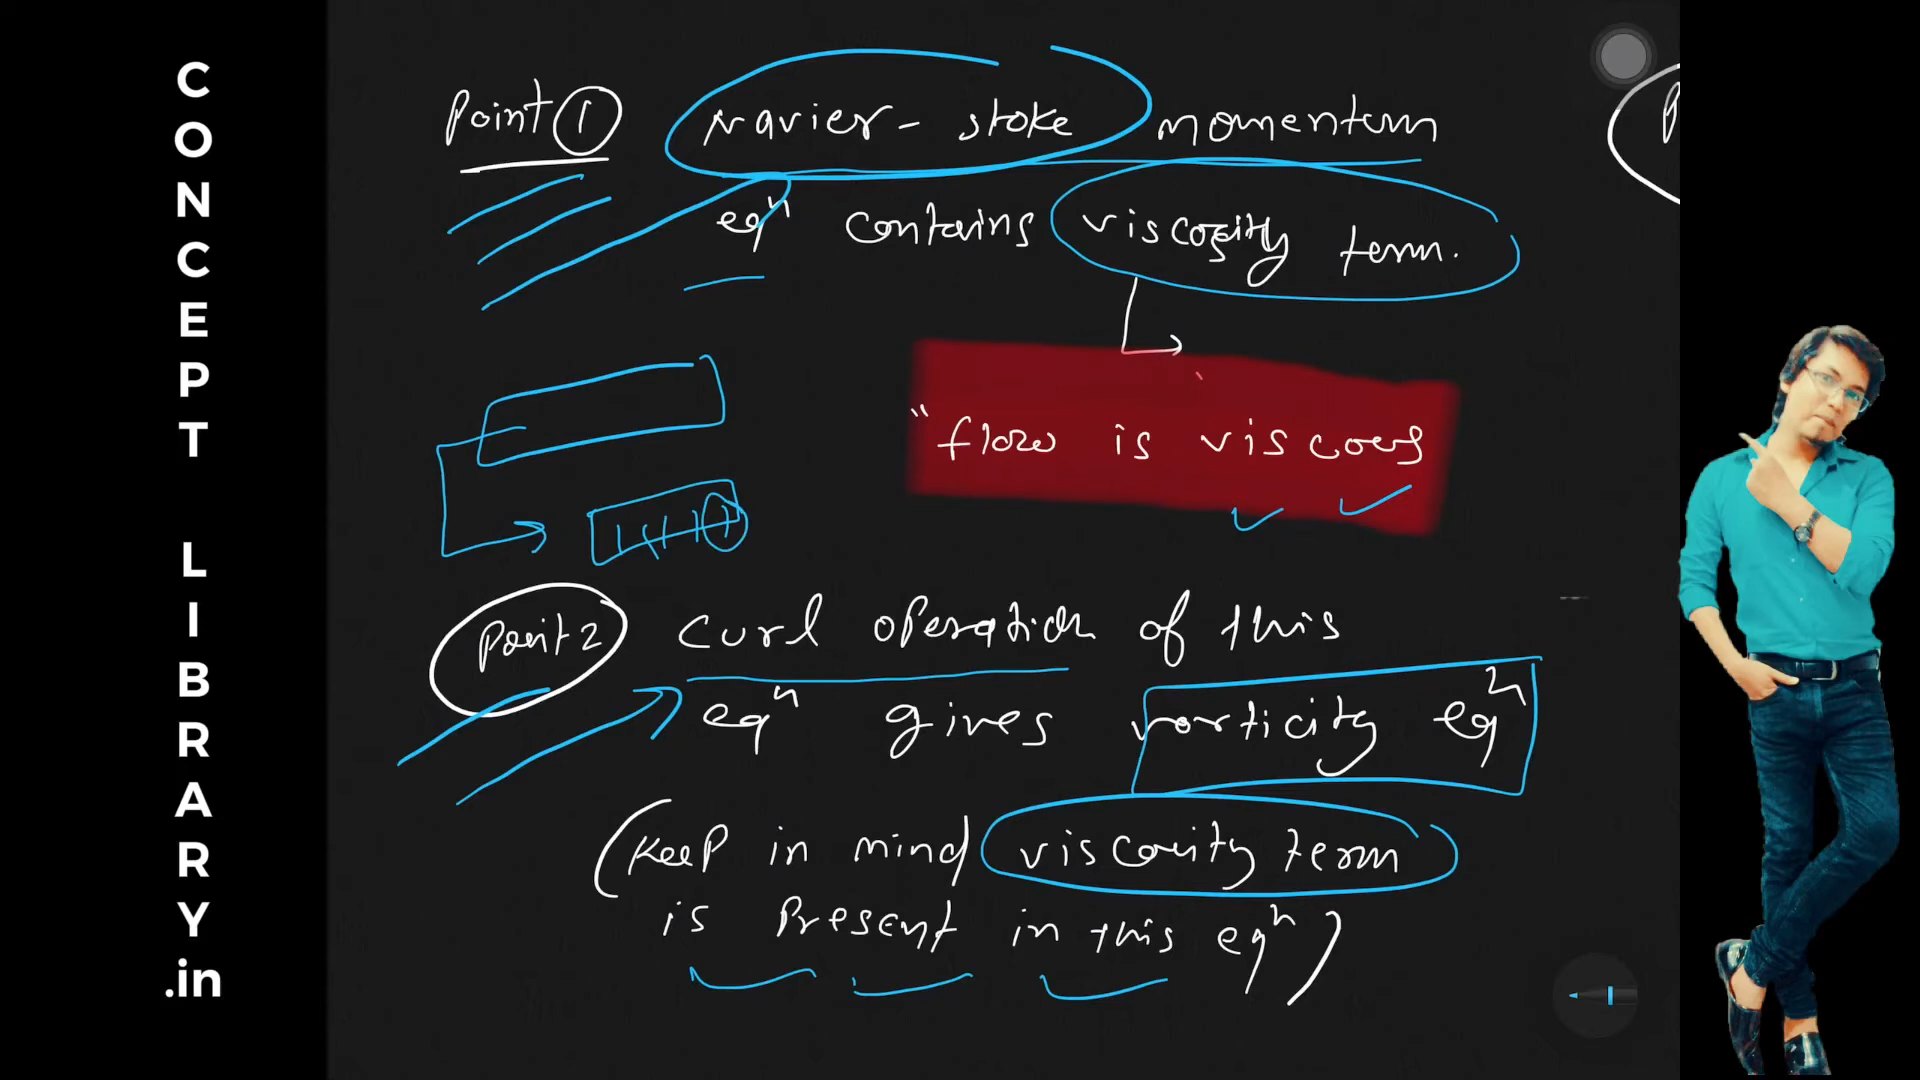 CONCEPT LIBRARY .in
Point 1 Navier - stoke momentum
eqn contains viscosity term.
"flow is viscous
Point 2 curl operation of this
eqn gives vorticity eqn
(Keep in mind viscosity term
is Present in this eqn)